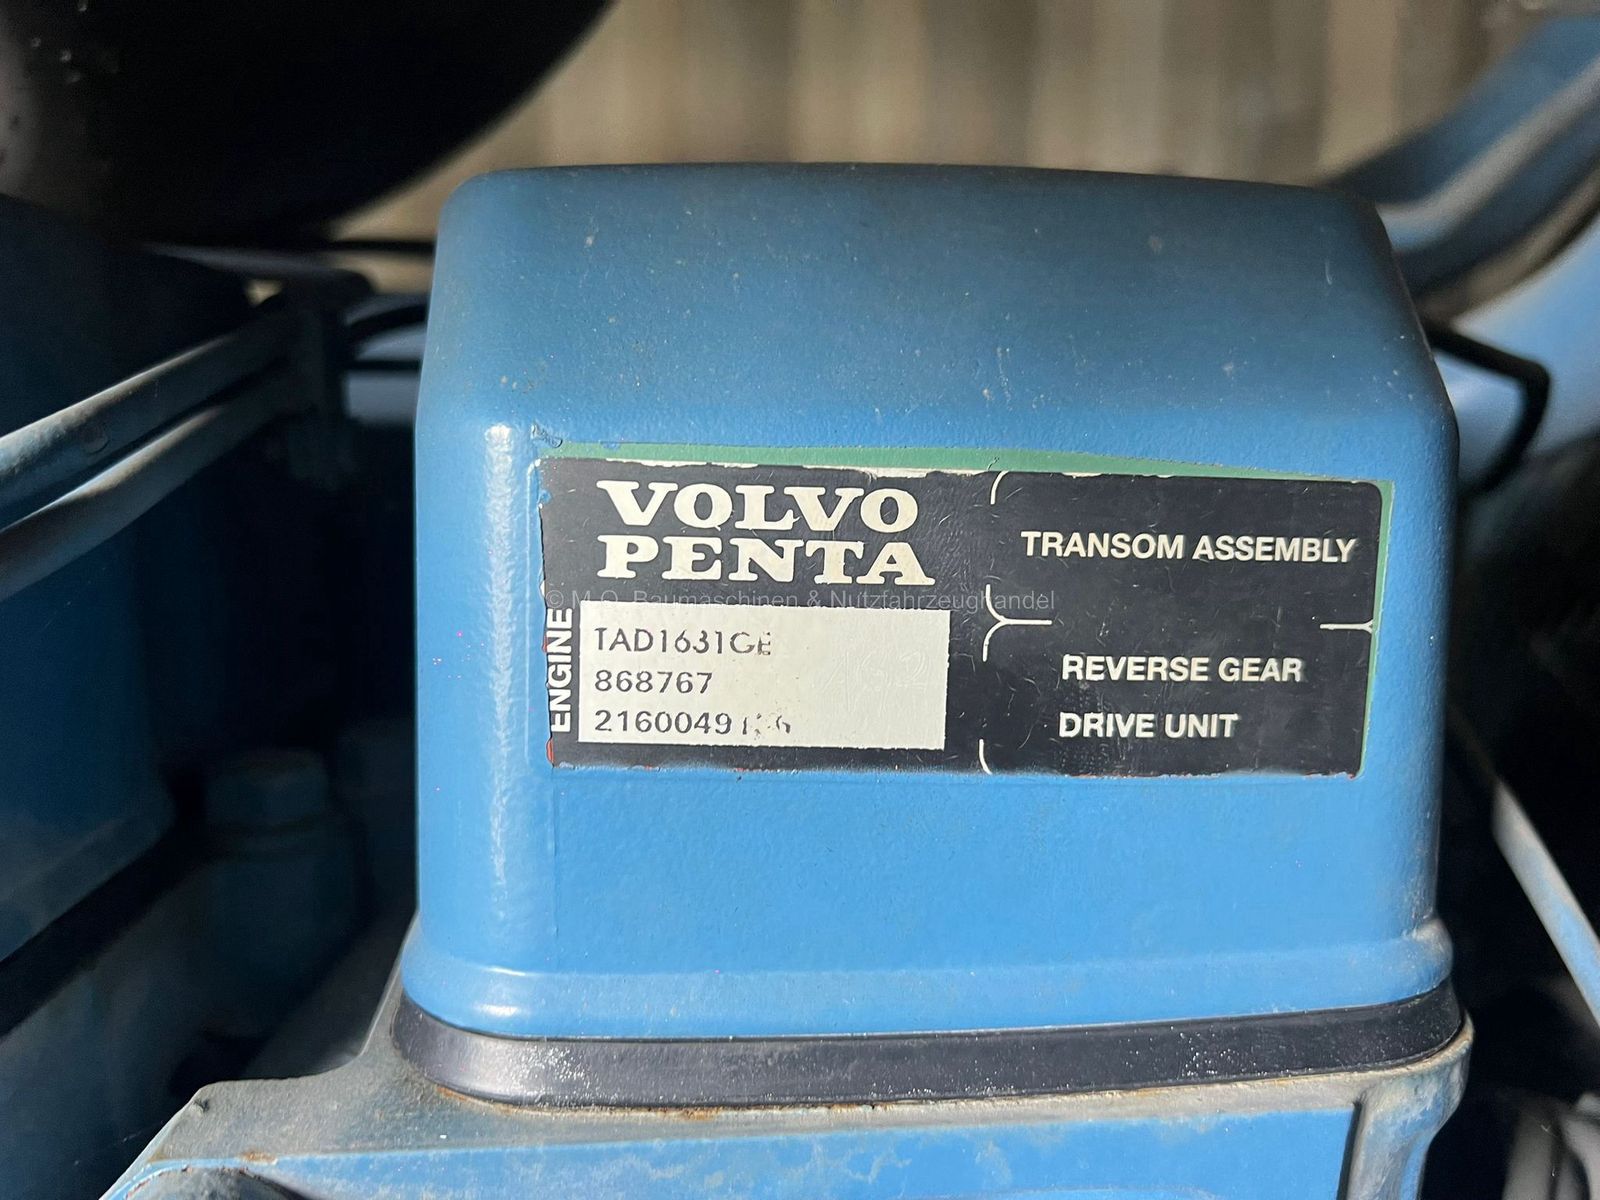 VOLVO
PENTA
ENGINE
TAD1631GE
868767
TRANSOM ASSEMBLY
REVERSE GEAR
DRIVE UNIT
© M.O. Baumaschinen & Nutzfahrzeughandel